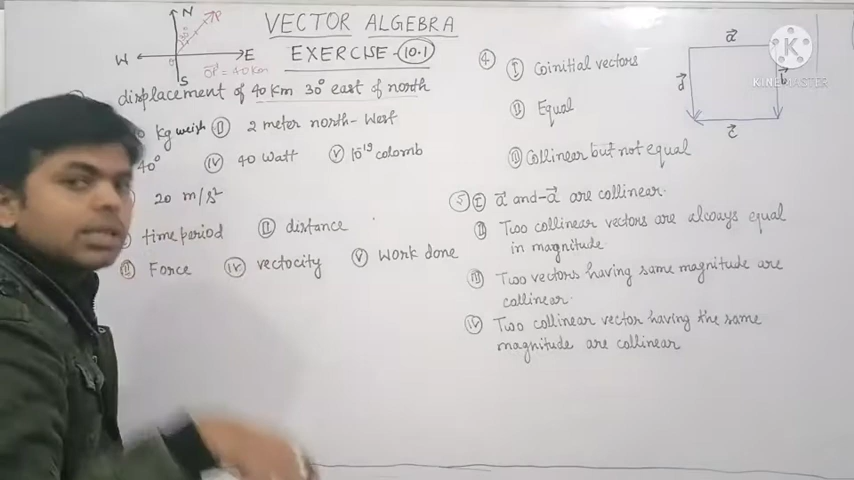 VECTOR ALGEBRA
EXERCISE - 10.1
N
P
30°
W
E
O
S
OP = 40 Km
displacement of 40 Km 30° east of north
kg weigh (II) 2 meter north-West
40° (IV) 40 watt (V) 10^19 colomb
20 m/s²
time period (II) distance
(III) Force (IV) vectocity (V) work done
(4) (I) Coinitial vectors
(II) Equal
(III) Collinear but not equal
a
b
c
d
K
KINEMASTER
(5) (I) a and -a are collinear.
(II) Two collinear vectors are always equal
in magnitude
(III) Two vectors having same magnitude are
collinear.
(IV) Two collinear vector having the same
magnitude are collinear